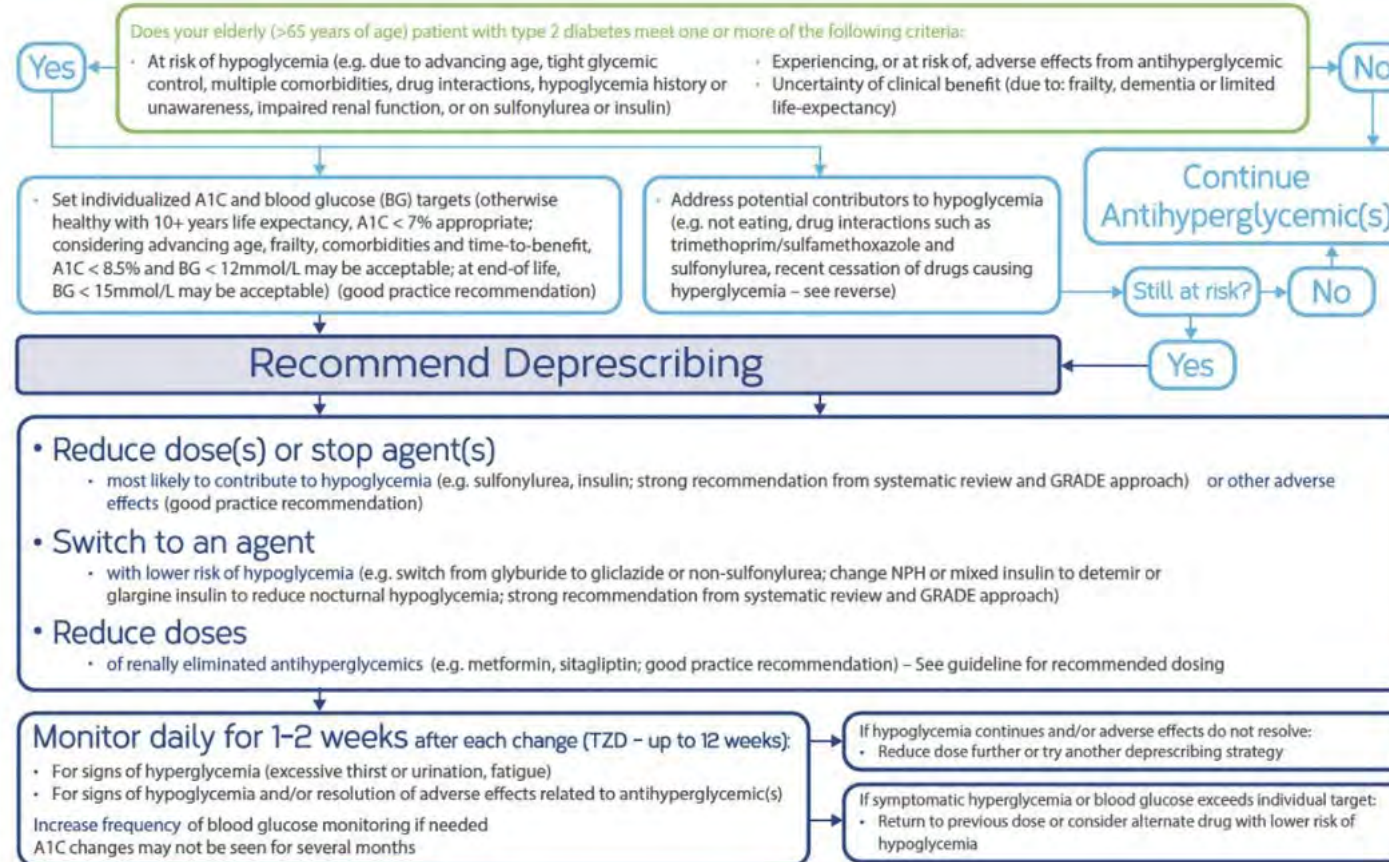 Does your elderly (>65 years of age) patient with type 2 diabetes meet one or more of the following criteria:
Yes
· At risk of hypoglycemia (e.g. due to advancing age, tight glycemic
control, multiple comorbidities, drug interactions, hypoglycemia history or
unawareness, impaired renal function, or on sulfonylurea or insulin)
· Experiencing, or at risk of, adverse effects from antihyperglycemic
· Uncertainty of clinical benefit (due to: frailty, dementia or limited
life-expectancy)
No
· Set individualized A1C and blood glucose (BG) targets (otherwise
healthy with 10+ years life expectancy, A1C < 7% appropriate;
considering advancing age, frailty, comorbidities and time-to-benefit,
A1C < 8.5% and BG < 12mmol/L may be acceptable; at end-of life,
BG < 15mmol/L may be acceptable) (good practice recommendation)
· Address potential contributors to hypoglycemia
(e.g. not eating, drug interactions such as
trimethoprim/sulfamethoxazole and
sulfonylurea, recent cessation of drugs causing
hyperglycemia – see reverse)
Continue
Antihyperglycemic(s)
Still at risk?
No
Yes
Recommend Deprescribing
• Reduce dose(s) or stop agent(s)
· most likely to contribute to hypoglycemia (e.g. sulfonylurea, insulin; strong recommendation from systematic review and GRADE approach) or other adverse
effects (good practice recommendation)
• Switch to an agent
· with lower risk of hypoglycemia (e.g. switch from glyburide to gliclazide or non-sulfonylurea; change NPH or mixed insulin to detemir or
glargine insulin to reduce nocturnal hypoglycemia; strong recommendation from systematic review and GRADE approach)
• Reduce doses
· of renally eliminated antihyperglycemics (e.g. metformin, sitagliptin; good practice recommendation) – See guideline for recommended dosing
Monitor daily for 1-2 weeks after each change (TZD – up to 12 weeks):
· For signs of hyperglycemia (excessive thirst or urination, fatigue)
· For signs of hypoglycemia and/or resolution of adverse effects related to antihyperglycemic(s)
Increase frequency of blood glucose monitoring if needed
A1C changes may not be seen for several months
If hypoglycemia continues and/or adverse effects do not resolve:
· Reduce dose further or try another deprescribing strategy
If symptomatic hyperglycemia or blood glucose exceeds individual target:
· Return to previous dose or consider alternate drug with lower risk of
hypoglycemia